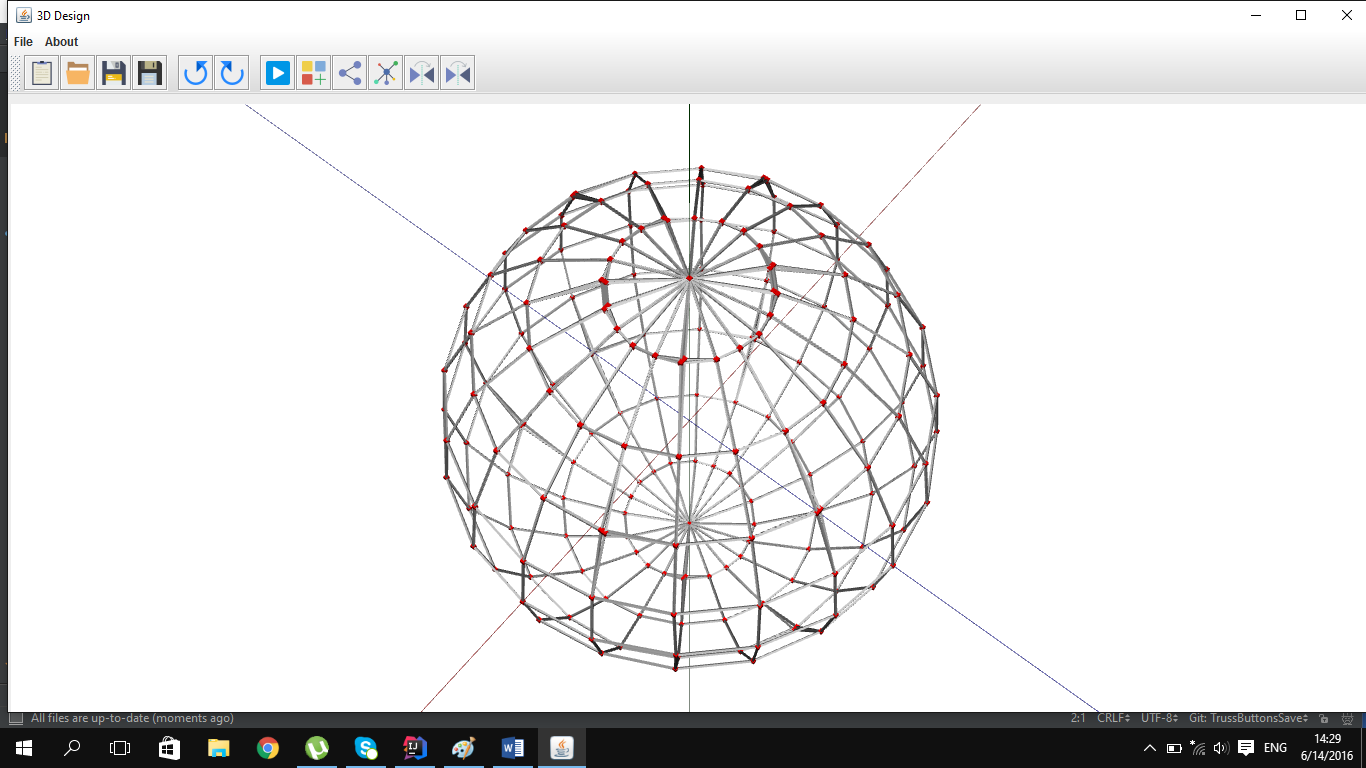 3D Design
File About
All files are up-to-date (moments ago) 2:1 CRLF UTF-8 Git: TrussButtonsSave
ENG 14:29
6/14/2016